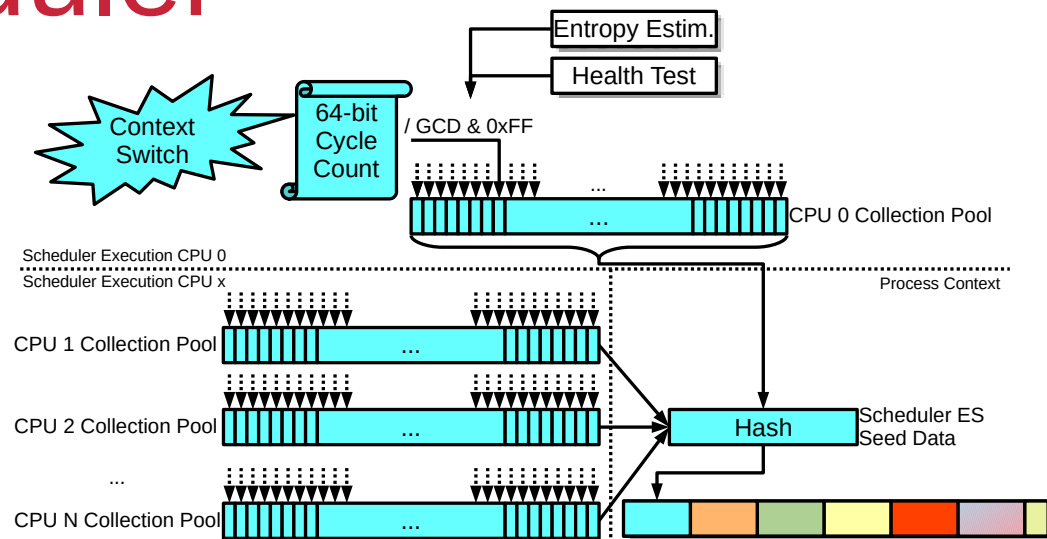 Entropy Estim.
Health Test
Context
Switch
64-bit
Cycle
Count
/ GCD & 0xFF
...
...
CPU 0 Collection Pool
Scheduler Execution CPU 0
Scheduler Execution CPU x
Process Context
CPU 1 Collection Pool
...
CPU 2 Collection Pool
...
Hash
Scheduler ES
Seed Data
...
CPU N Collection Pool
...